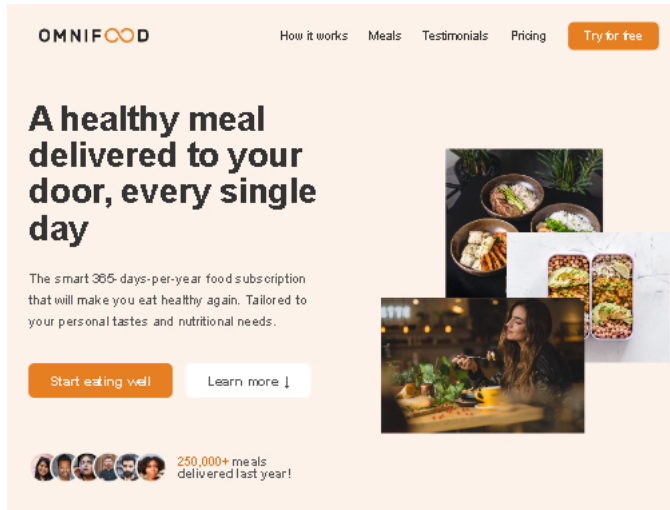 OMNIFOOD
How it works Meals Testimonials Pricing Try for free
A healthy meal
delivered to your
door, every single
day
The smart 365-days-per-year food subscription
that will make you eat healthy again. Tailored to
your personal tastes and nutritional needs.
Start eating well Learn more ↓
250,000+ meals
delivered last year!